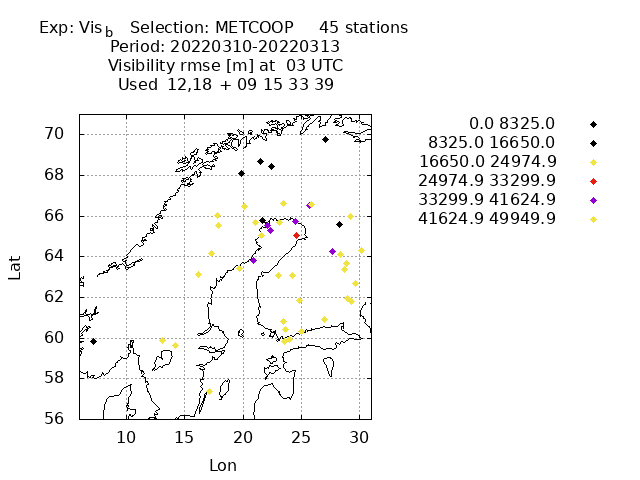 Exp: Vis b   Selection: METCOOP     45 stations
Period: 20220310-20220313
Visibility rmse [m] at  03 UTC
Used  12,18 + 09 15 33 39
0.0 8325.0
8325.0 16650.0
16650.0 24974.9
24974.9 33299.9
33299.9 41624.9
41624.9 49949.9
70
68
66
64
62
60
58
56
Lat
10 15 20 25 30
Lon